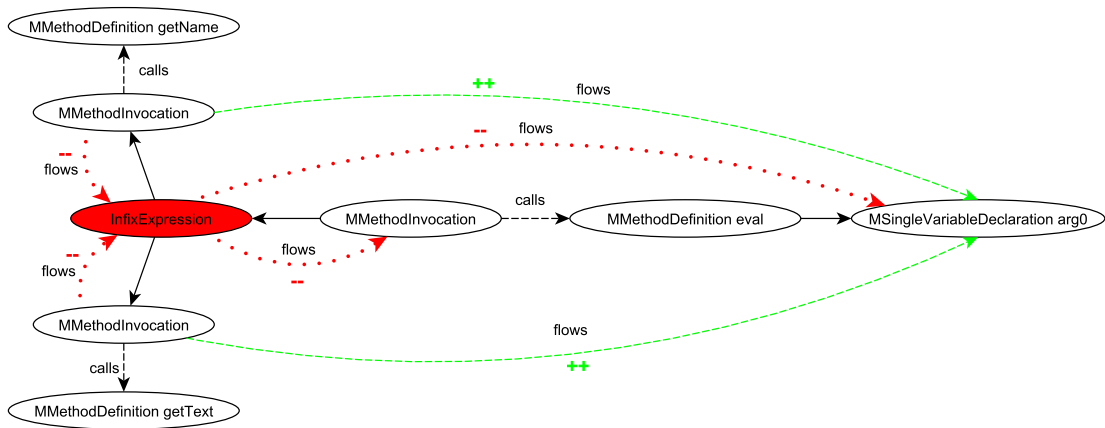 MMethodDefinition getName
calls
++
flows
MMethodInvocation
--
flows
--
flows
calls
InfixExpression
MMethodInvocation
MMethodDefinition eval
MSingleVariableDeclaration arg0
--
flows
flows
--
MMethodInvocation
flows
++
calls
MMethodDefinition getText